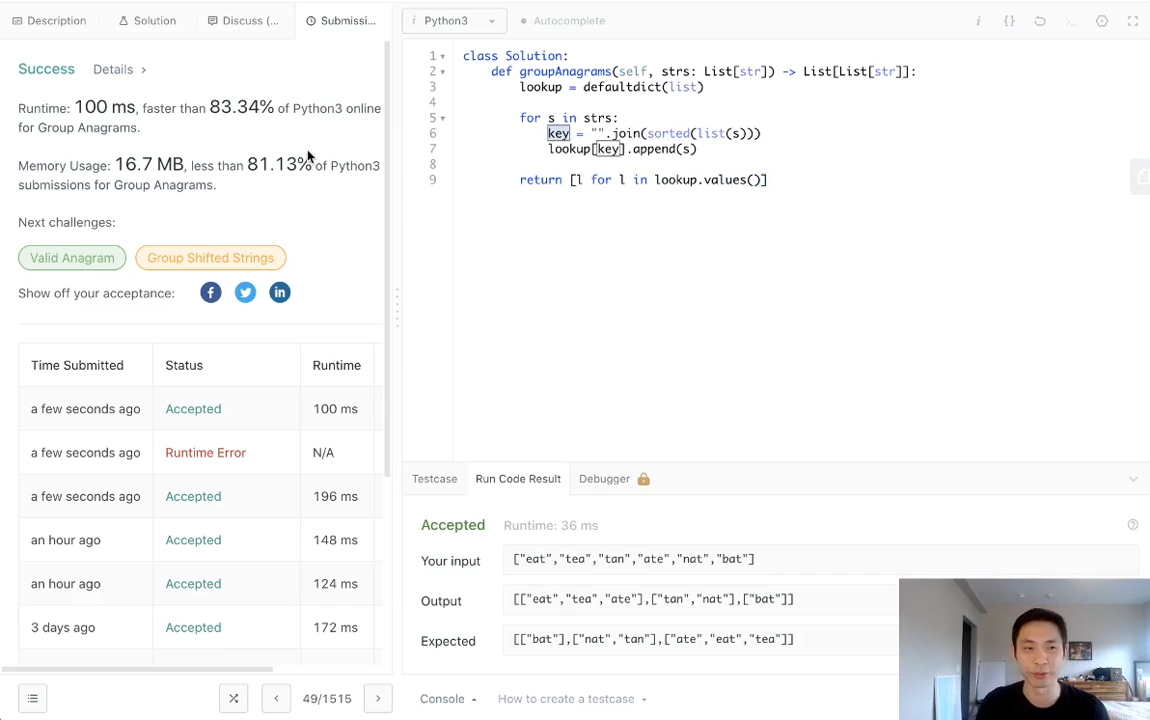 Description
Solution
Discuss (...
Submissi...
Success
Details >
Runtime: 100 ms, faster than 83.34% of Python3 online
for Group Anagrams.
Memory Usage: 16.7 MB, less than 81.13% of Python3
submissions for Group Anagrams.
Next challenges:
Valid Anagram
Group Shifted Strings
Show off your acceptance:
f
in
Time Submitted Status Runtime
a few seconds ago Accepted 100 ms
a few seconds ago Runtime Error N/A
a few seconds ago Accepted 196 ms
an hour ago Accepted 148 ms
an hour ago Accepted 124 ms
3 days ago Accepted 172 ms
49/1515
i Python3
Autocomplete
i {} >_
1 class Solution:
2 def groupAnagrams(self, strs: List[str]) -> List[List[str]]:
3 lookup = defaultdict(list)
4
5 for s in strs:
6 key = "".join(sorted(list(s)))
7 lookup[key].append(s)
8
9 return [l for l in lookup.values()]
Testcase
Run Code Result
Debugger
Accepted
Runtime: 36 ms
Your input
["eat","tea","tan","ate","nat","bat"]
Output
[["eat","tea","ate"],["tan","nat"],["bat"]]
Expected
[["bat"],["nat","tan"],["ate","eat","tea"]]
Console
How to create a testcase